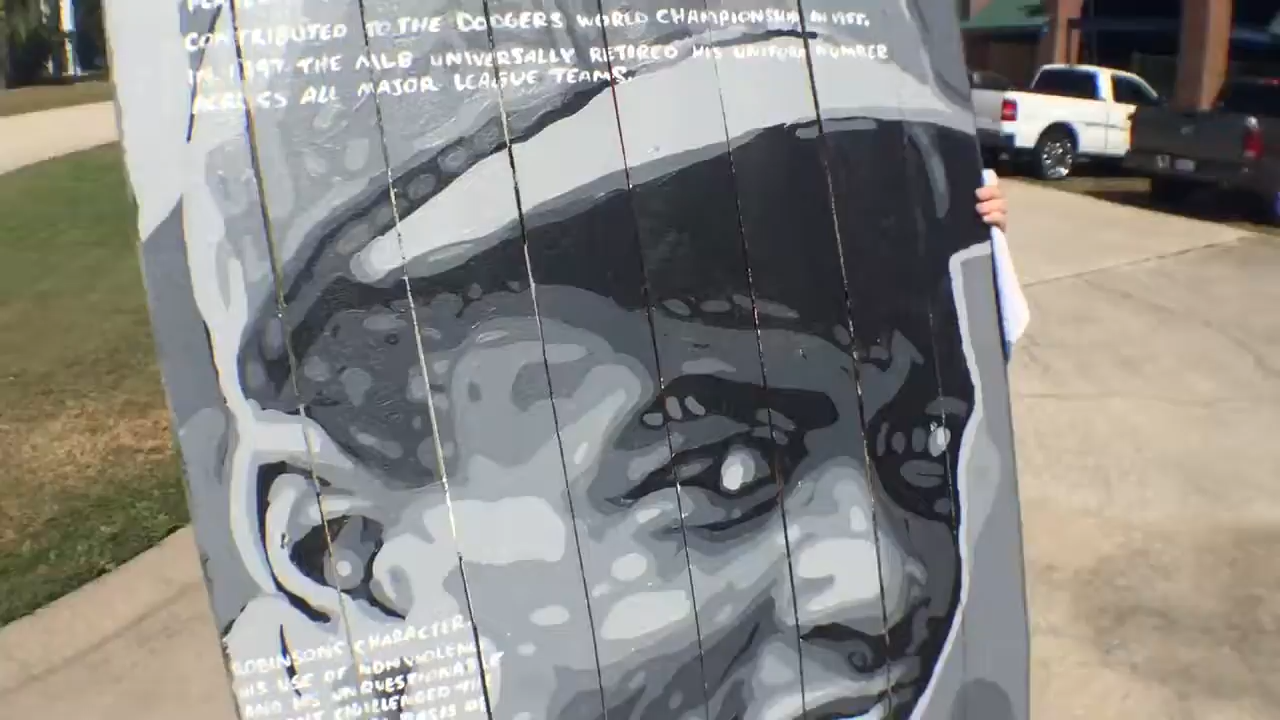 CONTRIBUTED TO THE DODGERS WORLD CHAMPIONSHIP IN 1955.
IN 1997 THE MLB UNIVERSALLY RETIRED HIS UNIFORM NUMBER
ACROSS ALL MAJOR LEAGUE TEAMS.
ROBINSON'S CHARACTER,
HIS USE OF NONVIOLENCE
AND HIS UNQUESTIONABLE
CHALLENGED THE
BASIS OF